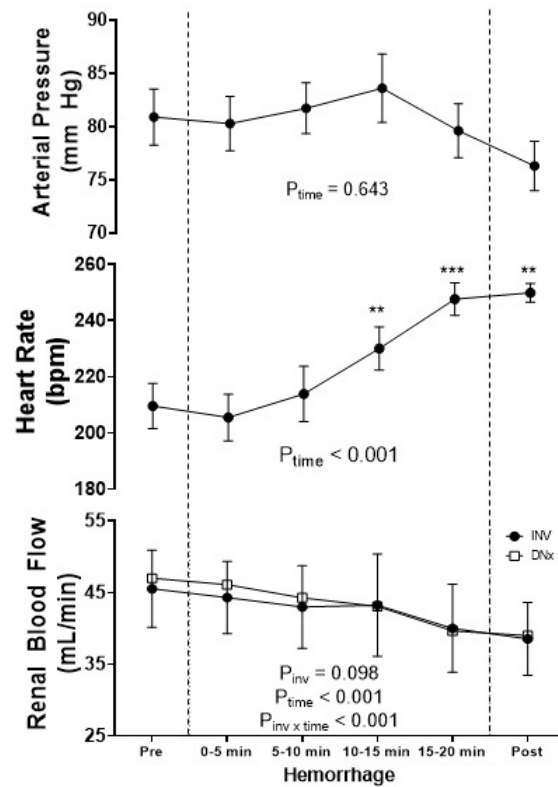 Arterial Pressure
(mm Hg)
90
85
80
75
70
P_time = 0.643
Heart Rate
(bpm)
260
240
220
200
180
**
***
**
P_time < 0.001
Renal Blood Flow
(mL/min)
55
45
35
25
INV
DNx
P_inv = 0.098
P_time < 0.001
P_inv x time < 0.001
Pre 0-5 min 5-10 min 10-15 min 15-20 min Post
Hemorrhage